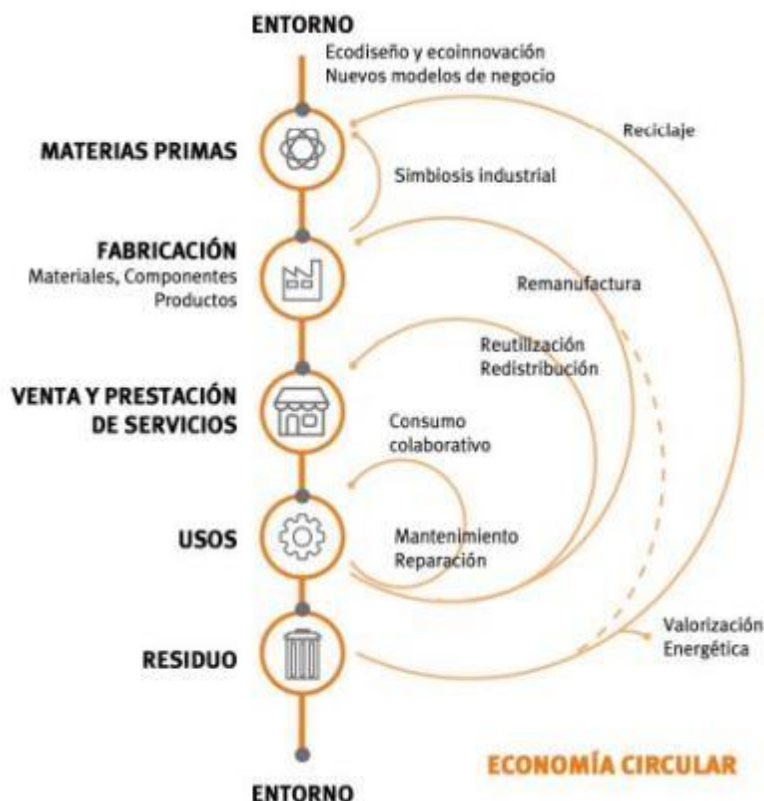 ENTORNO
Ecodiseño y ecoinnovación
Nuevos modelos de negocio
Reciclaje
MATERIAS PRIMAS
Simbiosis industrial
FABRICACIÓN
Materiales, Componentes
Productos
Remanufactura
Reutilización
Redistribución
VENTA Y PRESTACIÓN
DE SERVICIOS
Consumo
colaborativo
USOS
Mantenimiento
Reparación
RESIDUO
Valorización
Energética
ECONOMÍA CIRCULAR
ENTORNO